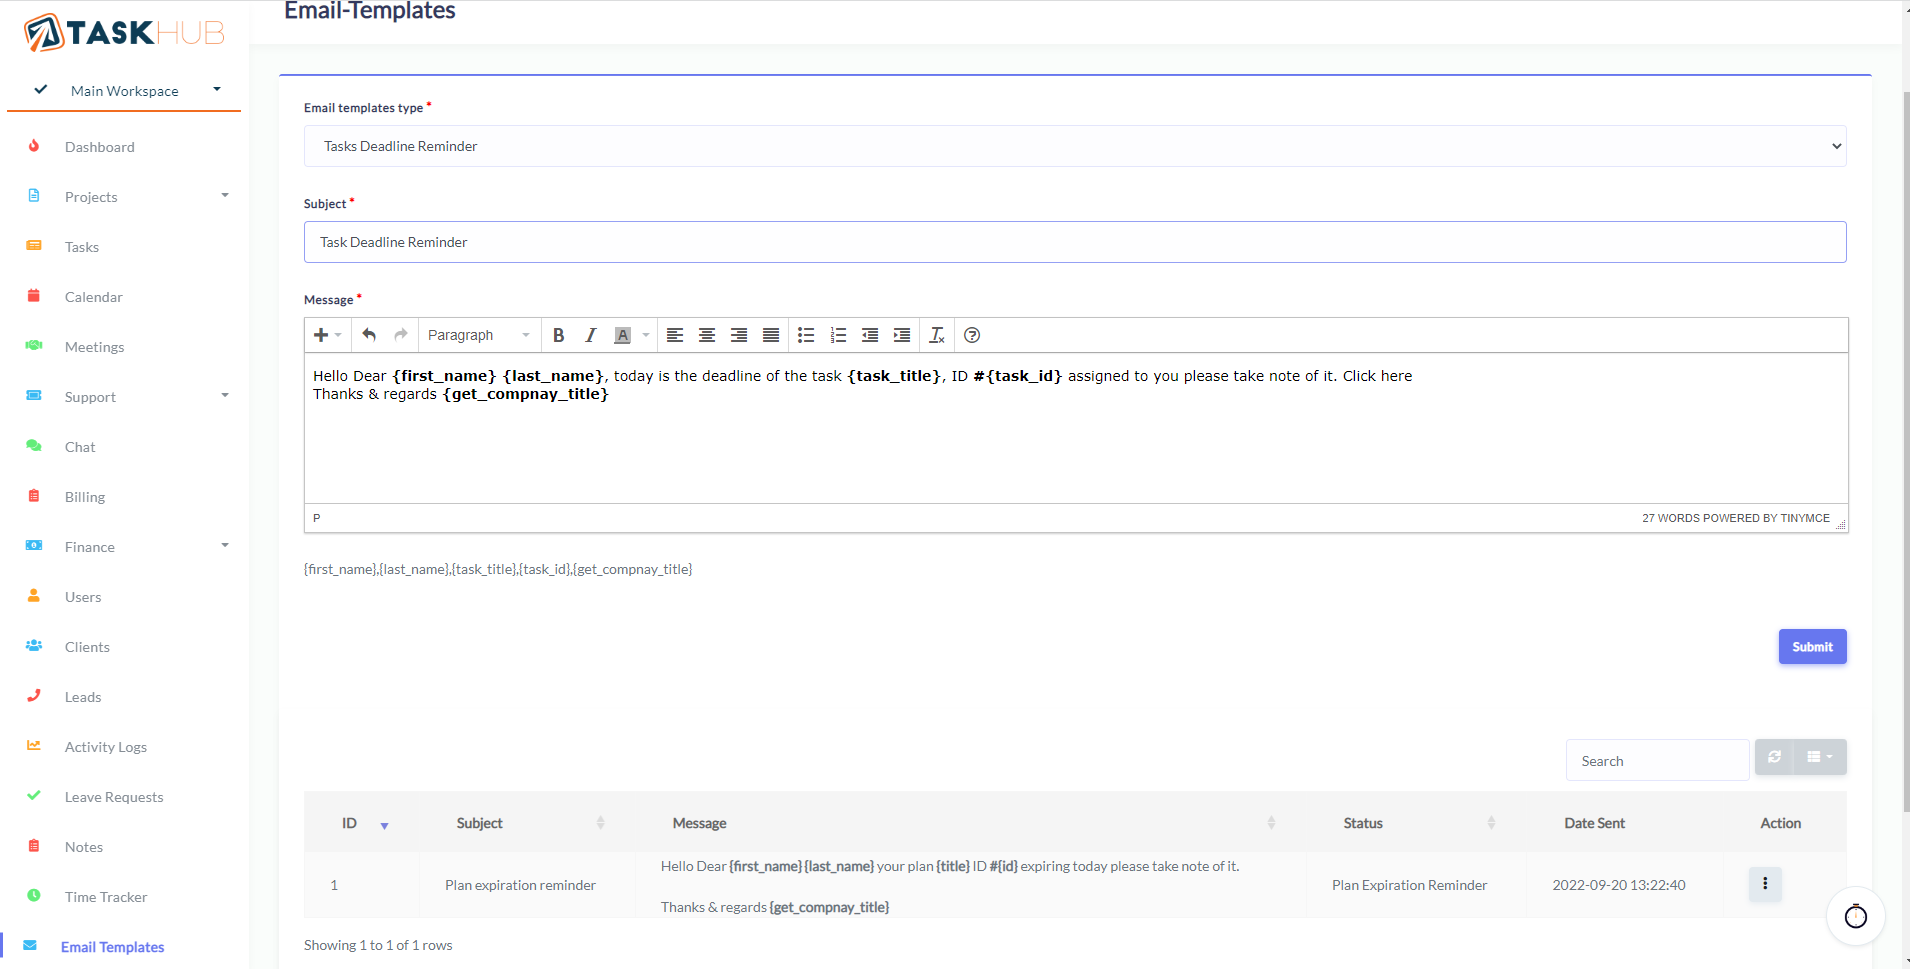 Email-Templates
TASKHUB
Main Workspace
Dashboard
Projects
Tasks
Calendar
Meetings
Support
Chat
Billing
Finance
Users
Clients
Leads
Activity Logs
Leave Requests
Notes
Time Tracker
Email Templates
Email templates type *
Tasks Deadline Reminder
Subject *
Task Deadline Reminder
Message *
Paragraph B I A
Hello Dear {first_name} {last_name}, today is the deadline of the task {task_title}, ID #{task_id} assigned to you please take note of it. Click here
Thanks & regards {get_compnay_title}
P 27 WORDS POWERED BY TINYMCE
{first_name},{last_name},{task_title},{task_id},{get_compnay_title}
Submit
Search
ID Subject Message Status Date Sent Action
Hello Dear {first_name} {last_name} your plan {title} ID #{id} expiring today please take note of it.
1 Plan expiration reminder Plan Expiration Reminder 2022-09-20 13:22:40
Thanks & regards {get_compnay_title}
Showing 1 to 1 of 1 rows